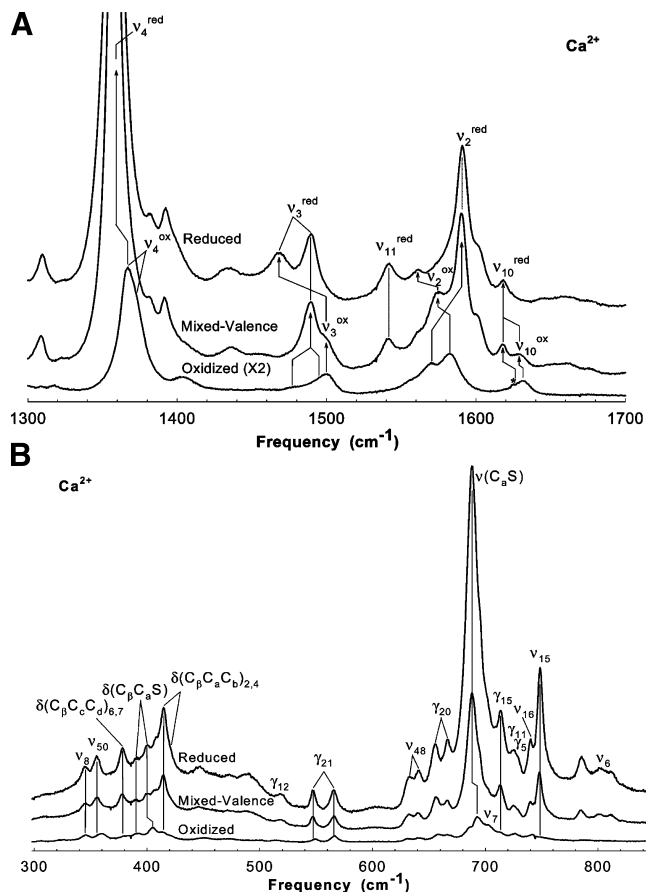 A
ν4red
Ca2+
ν2red
ν3red
ν4ox
Reduced
ν11red
ν2ox
ν10red
ν3ox
Mixed-Valence
ν10ox
Oxidized (X2)
*
1300 1400 1500 1600 1700
Frequency (cm-1)
B
Ca2+
ν(CaS)
δ(CβCaS)
δ(CβCaCb)2,4
δ(CβCcCd)6,7
ν15
γ15
γ20
ν16
γ11
γ5
ν50
ν8
Reduced
γ21
ν48
ν6
γ12
Mixed-Valence
ν7
Oxidized
300 400 500 600 700 800
Frequency (cm-1)